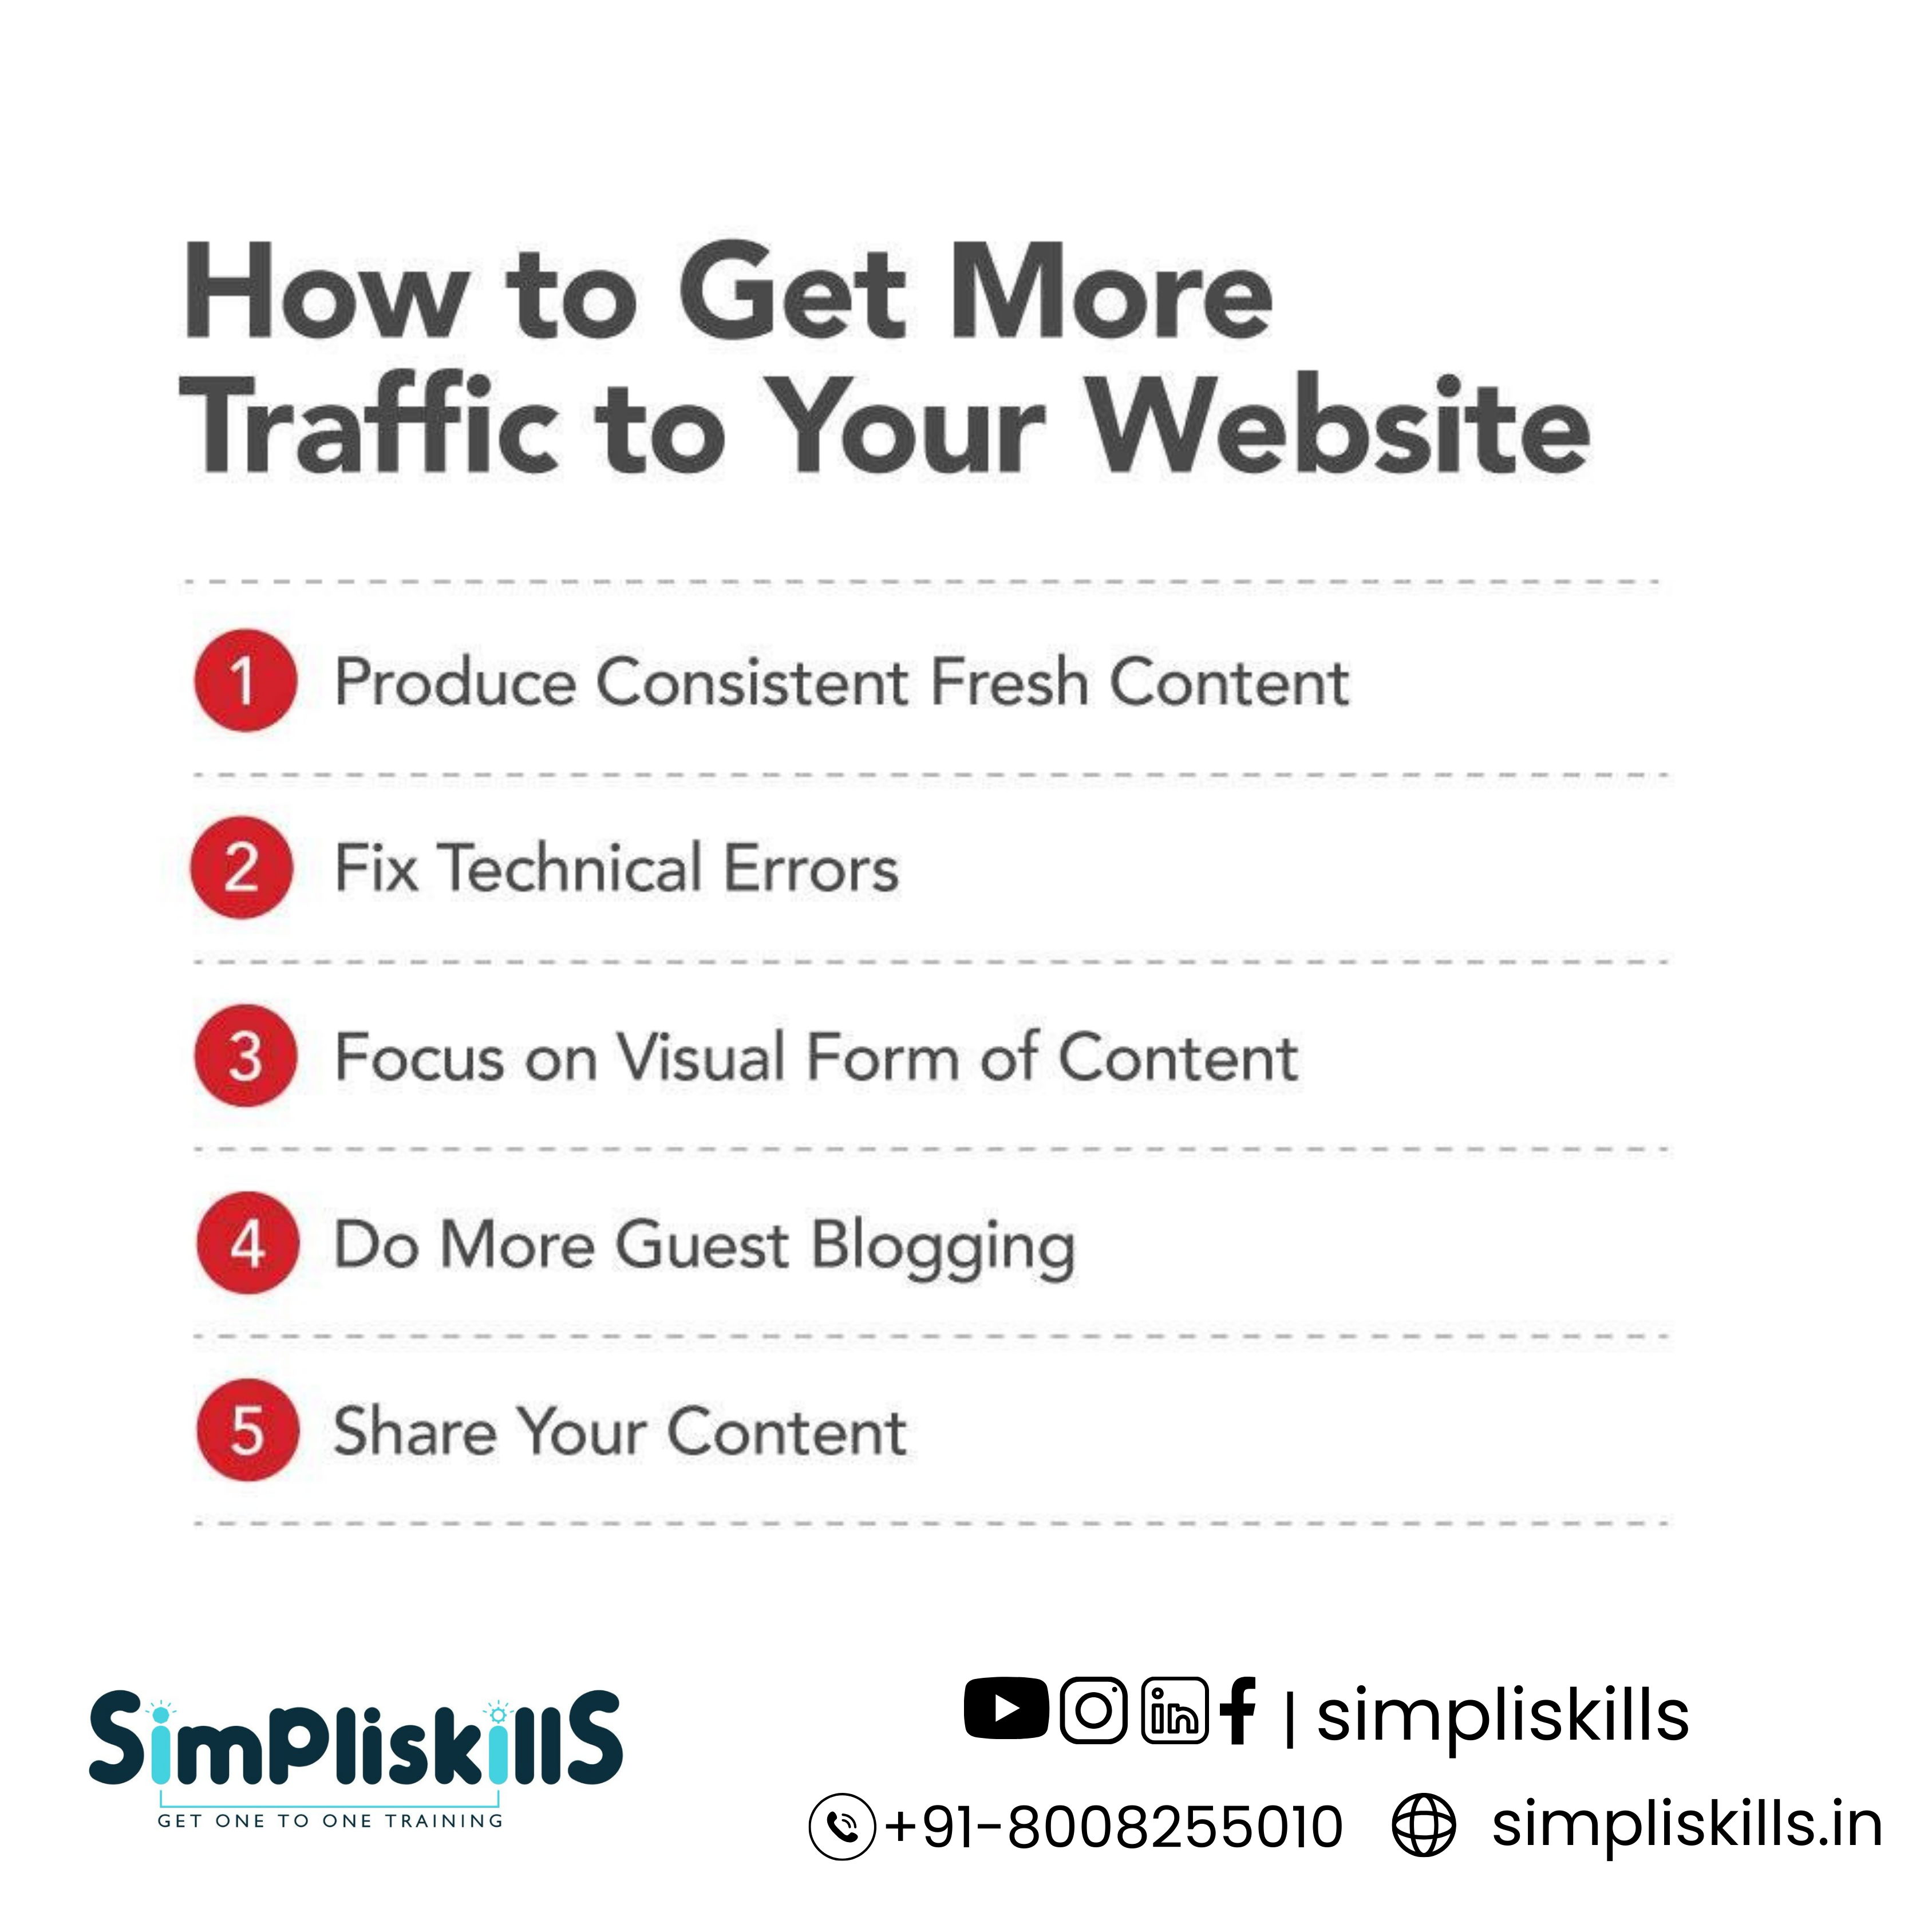 How to Get More
Traffic to Your Website
1 Produce Consistent Fresh Content
2 Fix Technical Errors
3 Focus on Visual Form of Content
4 Do More Guest Blogging
5 Share Your Content
SimPliskillS
GET ONE TO ONE TRAINING
in f | simpliskills
+91-8008255010 simpliskills.in